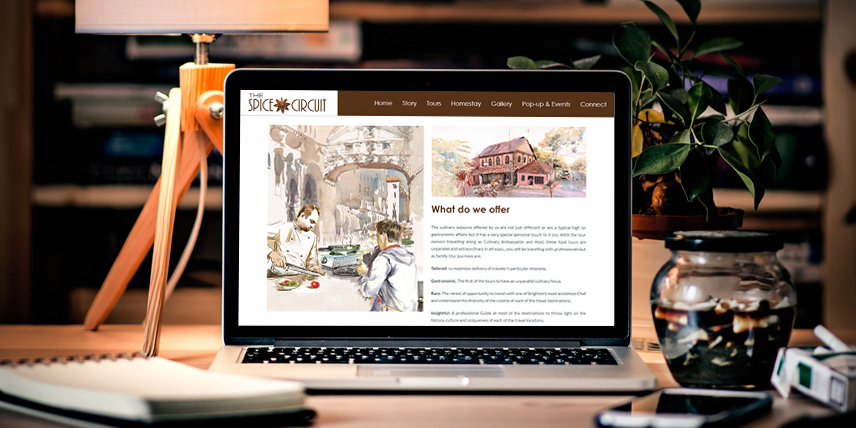 THE
SPICE CIRCUIT
Home Story Tours Homestay Gallery Pop-up & Events Connect
What do we offer
The culinary sojourns offered by us are not just different or are a typical high on
gastronomic affairs but it has a very special personal touch to it too. With the tour
owners travelling along as Culinary Ambassador and Host, these food tours are
unparallel and extraordinary in all ways, you will be travelling with professionals but
as family. Our journeys are:
Tailored: to maximize delivery of traveler's particular interests.
Gastronomic: The first of the tours to have an unparallel culinary focus.
Rare: The rarest of opportunity to travel with one of Brighton's most acclaimed Chef
and understand the diversity of the cuisine of each of the travel destinations.
Insightful: A professional Guide at most of the destinations to throw light on the
history, culture and uniqueness of each of the travel locations.